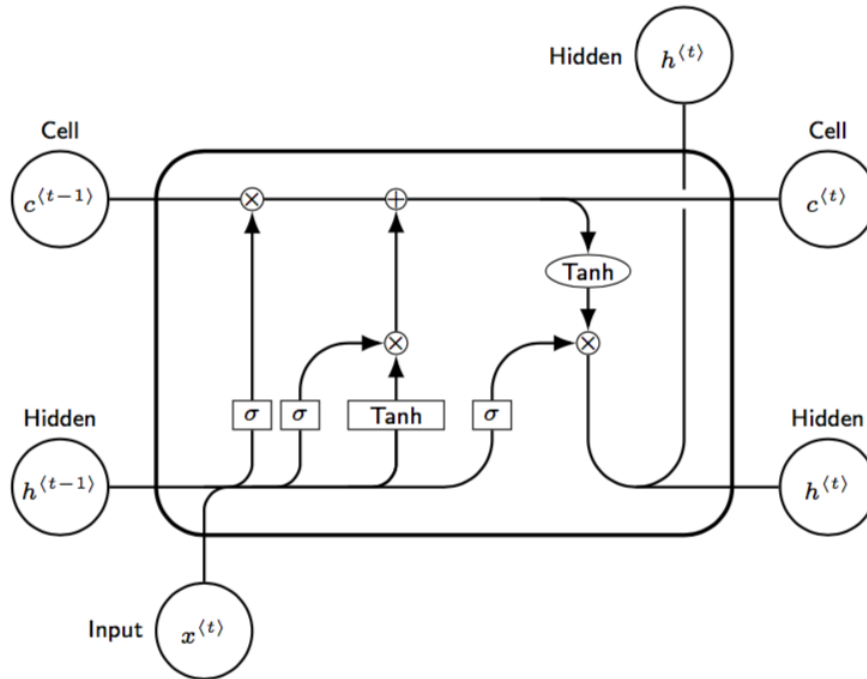 Hidden h⟨t⟩
Cell
Cell
c⟨t−1⟩
⊗
⊕
c⟨t⟩
Tanh
⊗
⊗
σ
σ
Tanh
σ
Hidden
Hidden
h⟨t−1⟩
h⟨t⟩
Input x⟨t⟩